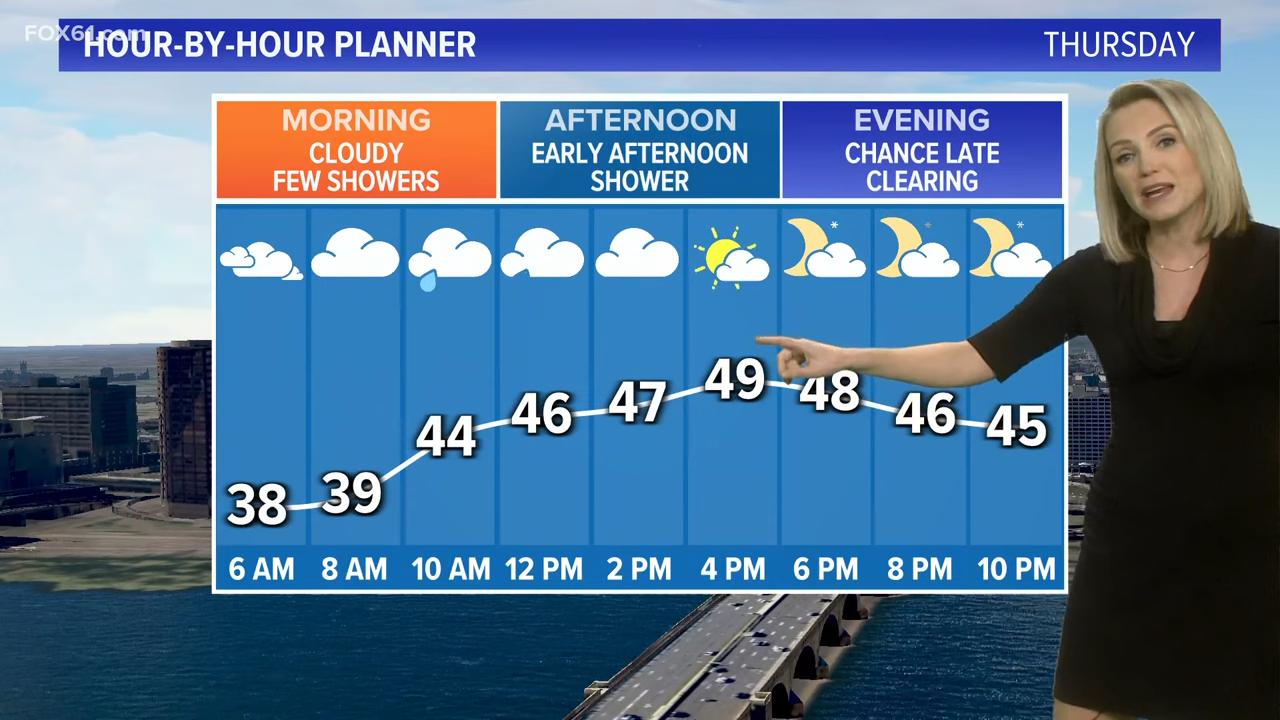 FOX61.com
HOUR-BY-HOUR PLANNER
THURSDAY
MORNING
CLOUDY
FEW SHOWERS
AFTERNOON
EARLY AFTERNOON
SHOWER
EVENING
CHANCE LATE
CLEARING
38
39
44
46
47
49
48
46
45
6 AM
8 AM
10 AM
12 PM
2 PM
4 PM
6 PM
8 PM
10 PM